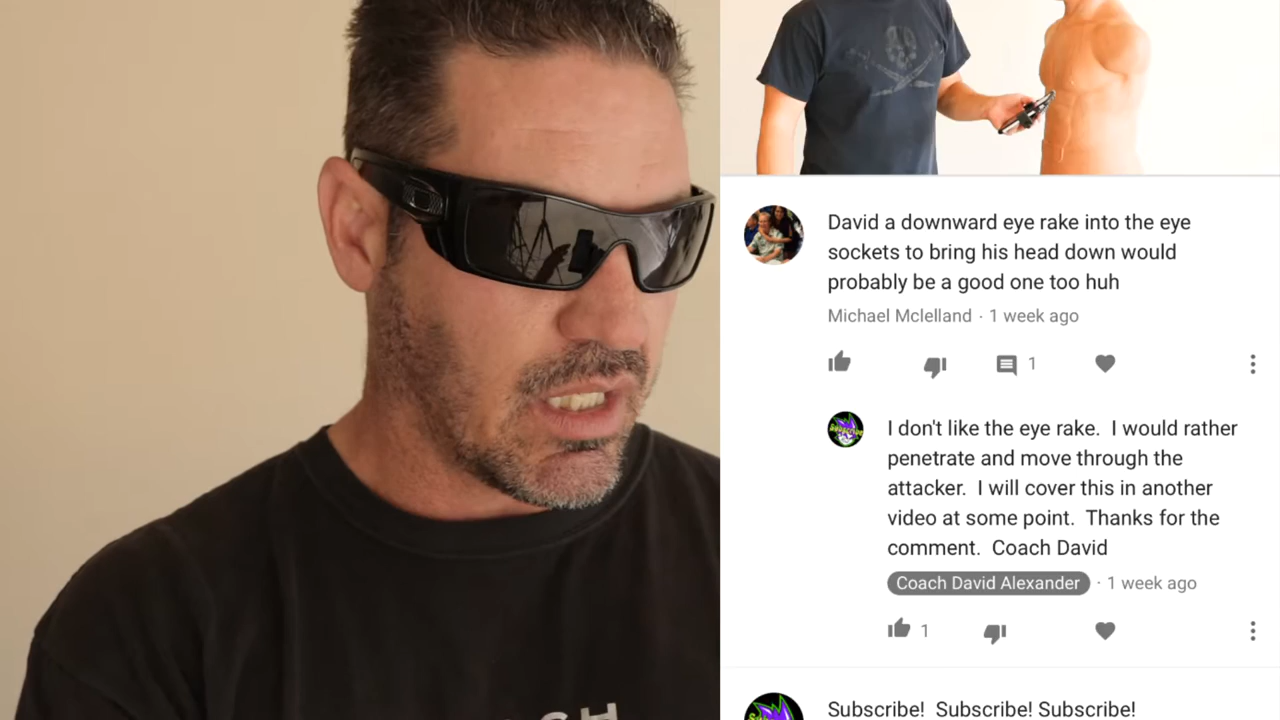 David a downward eye rake into the eye
sockets to bring his head down would
probably be a good one too huh
Michael Mclelland · 1 week ago
1
I don't like the eye rake.  I would rather
penetrate and move through the
attacker.  I will cover this in another
video at some point.  Thanks for the
comment.  Coach David
Coach David Alexander · 1 week ago
1
Subscribe!  Subscribe! Subscribe!